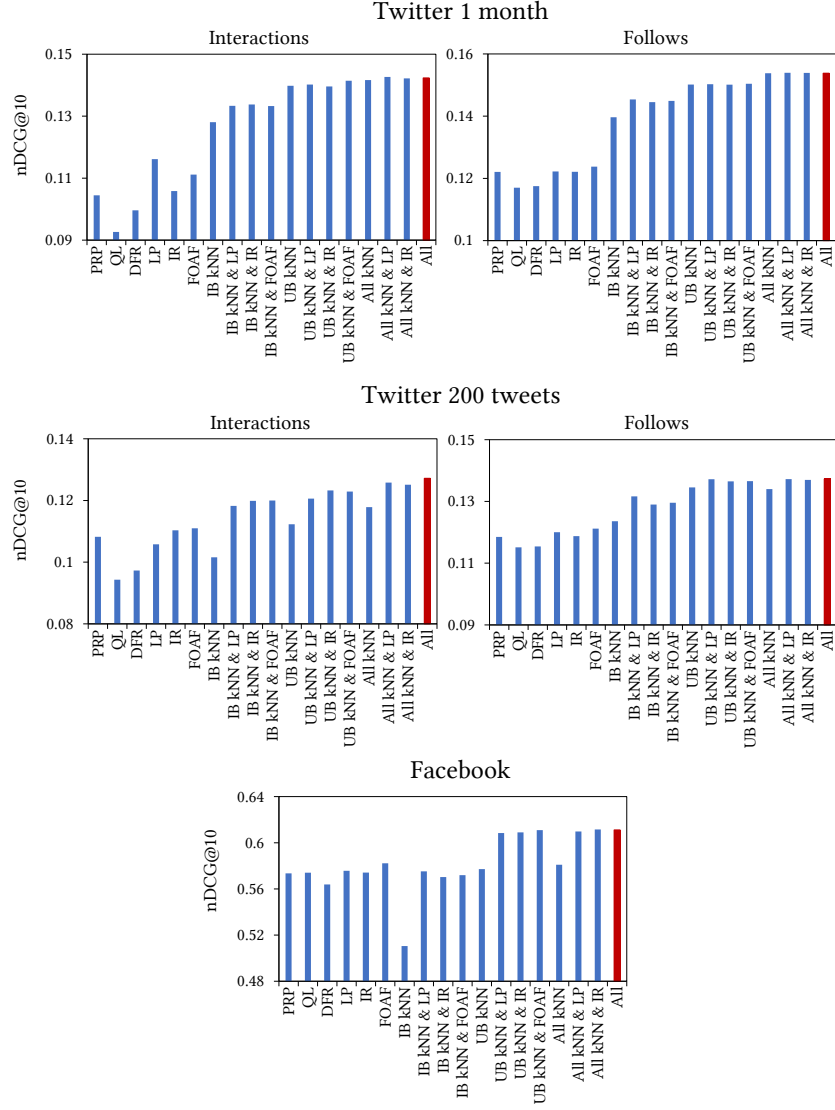 Twitter 1 month
Interactions
Follows
nDCG@10
0.15
0.13
0.11
0.09
PRP
QL
DFR
LP
IR
FOAF
IB kNN
IB kNN & LP
IB kNN & IR
IB kNN & FOAF
UB kNN
UB kNN & LP
UB kNN & IR
UB kNN & FOAF
All kNN
All kNN & LP
All kNN & IR
All
0.16
0.14
0.12
0.1
PRP
QL
DFR
LP
IR
FOAF
IB kNN
IB kNN & LP
IB kNN & IR
IB kNN & FOAF
UB kNN
UB kNN & LP
UB kNN & IR
UB kNN & FOAF
All kNN
All kNN & LP
All kNN & IR
All
Twitter 200 tweets
Interactions
Follows
nDCG@10
0.14
0.12
0.1
0.08
PRP
QL
DFR
LP
IR
FOAF
IB kNN
IB kNN & LP
IB kNN & IR
IB kNN & FOAF
UB kNN
UB kNN & LP
UB kNN & IR
UB kNN & FOAF
All kNN
All kNN & LP
All kNN & IR
All
0.15
0.13
0.11
0.09
PRP
QL
DFR
LP
IR
FOAF
IB kNN
IB kNN & LP
IB kNN & IR
IB kNN & FOAF
UB kNN
UB kNN & LP
UB kNN & IR
UB kNN & FOAF
All kNN
All kNN & LP
All kNN & IR
All
Facebook
nDCG@10
0.64
0.6
0.56
0.52
0.48
PRP
QL
DFR
LP
IR
FOAF
IB kNN
IB kNN & LP
IB kNN & IR
IB kNN & FOAF
UB kNN
UB kNN & LP
UB kNN & IR
UB kNN & FOAF
All kNN
All kNN & LP
All kNN & IR
All